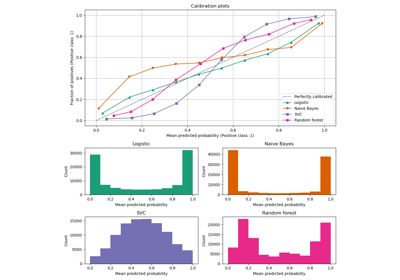 Calibration plots
1.0
0.8
0.6
0.4
0.2
0.0
Fraction of positives (Positive class: 1)
Perfectly calibrated
Logistic
Naive Bayes
SVC
Random forest
0.0 0.2 0.4 0.6 0.8 1.0
Mean predicted probability (Positive class: 1)
Logistic
30000
20000
10000
0
Count
0.0 0.2 0.4 0.6 0.8 1.0
Mean predicted probability
Naive Bayes
40000
30000
20000
10000
0
Count
0.0 0.2 0.4 0.6 0.8 1.0
Mean predicted probability
SVC
15000
10000
5000
0
Count
0.0 0.2 0.4 0.6 0.8 1.0
Mean predicted probability
Random forest
20000
15000
10000
5000
0
Count
0.0 0.2 0.4 0.6 0.8 1.0
Mean predicted probability